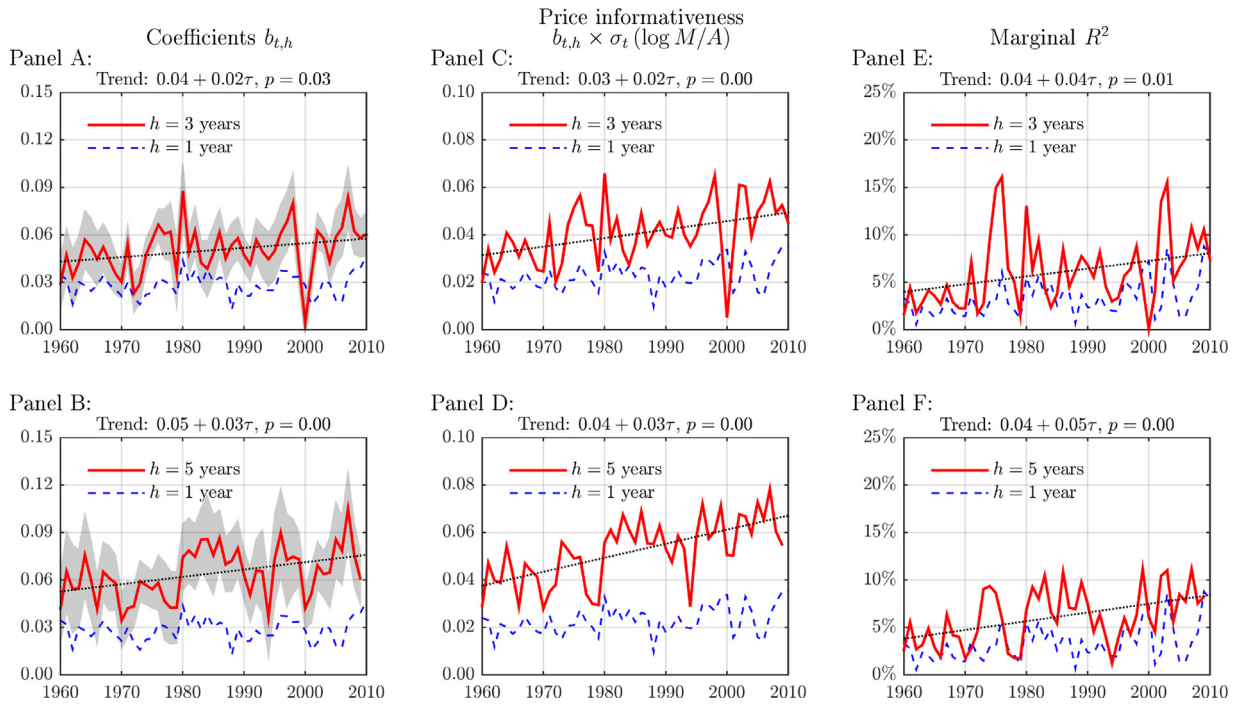 Coefficients b_{t,h}
Price informativeness
b_{t,h} × σ_t (log M/A)
Marginal R²
Panel A:
Trend: 0.04 + 0.02τ, p = 0.03
0.15
0.12
0.09
0.06
0.03
0.00
h = 3 years
h = 1 year
1960 1970 1980 1990 2000 2010
Panel C:
Trend: 0.03 + 0.02τ, p = 0.00
0.10
0.08
0.06
0.04
0.02
0.00
h = 3 years
h = 1 year
1960 1970 1980 1990 2000 2010
Panel E:
Trend: 0.04 + 0.04τ, p = 0.01
25%
20%
15%
10%
5%
0%
h = 3 years
h = 1 year
1960 1970 1980 1990 2000 2010
Panel B:
Trend: 0.05 + 0.03τ, p = 0.00
0.15
0.12
0.09
0.06
0.03
0.00
h = 5 years
h = 1 year
1960 1970 1980 1990 2000 2010
Panel D:
Trend: 0.04 + 0.03τ, p = 0.00
0.10
0.08
0.06
0.04
0.02
0.00
h = 5 years
h = 1 year
1960 1970 1980 1990 2000 2010
Panel F:
Trend: 0.04 + 0.05τ, p = 0.00
25%
20%
15%
10%
5%
0%
h = 5 years
h = 1 year
1960 1970 1980 1990 2000 2010